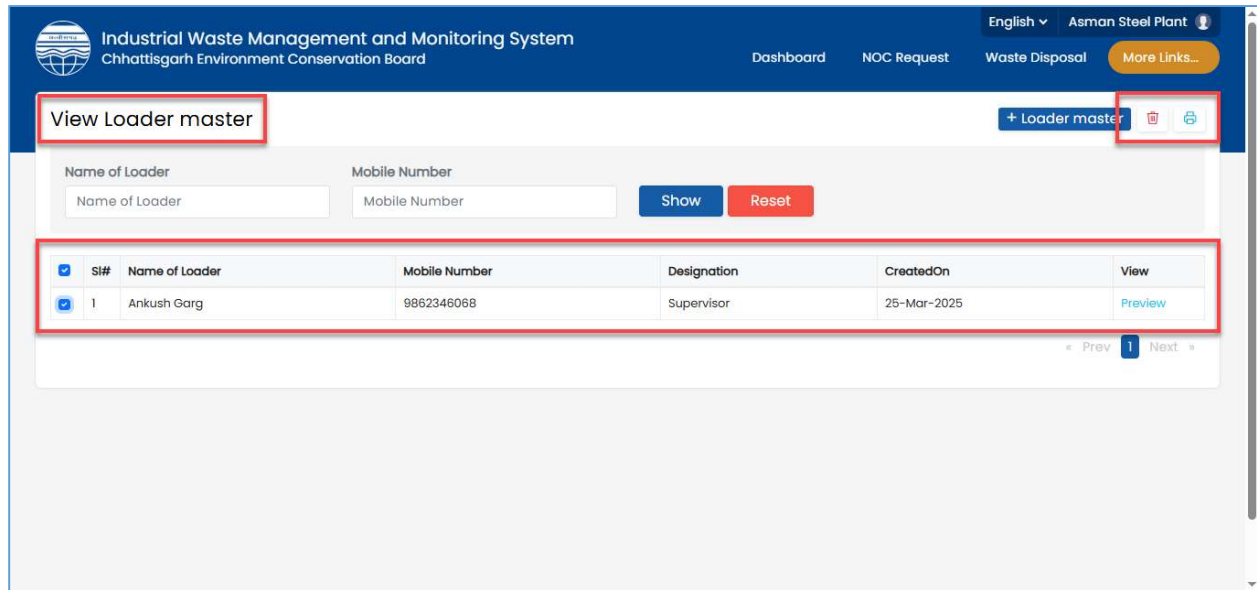 English
Asman Steel Plant
Industrial Waste Management and Monitoring System
Chhattisgarh Environment Conservation Board
Dashboard NOC Request Waste Disposal More Links...
View Loader master
+ Loader master
Name of Loader Mobile Number
Name of Loader Mobile Number Show Reset
Sl# Name of Loader Mobile Number Designation CreatedOn View
1 Ankush Garg 9862346068 Supervisor 25-Mar-2025 Preview
« Prev 1 Next »